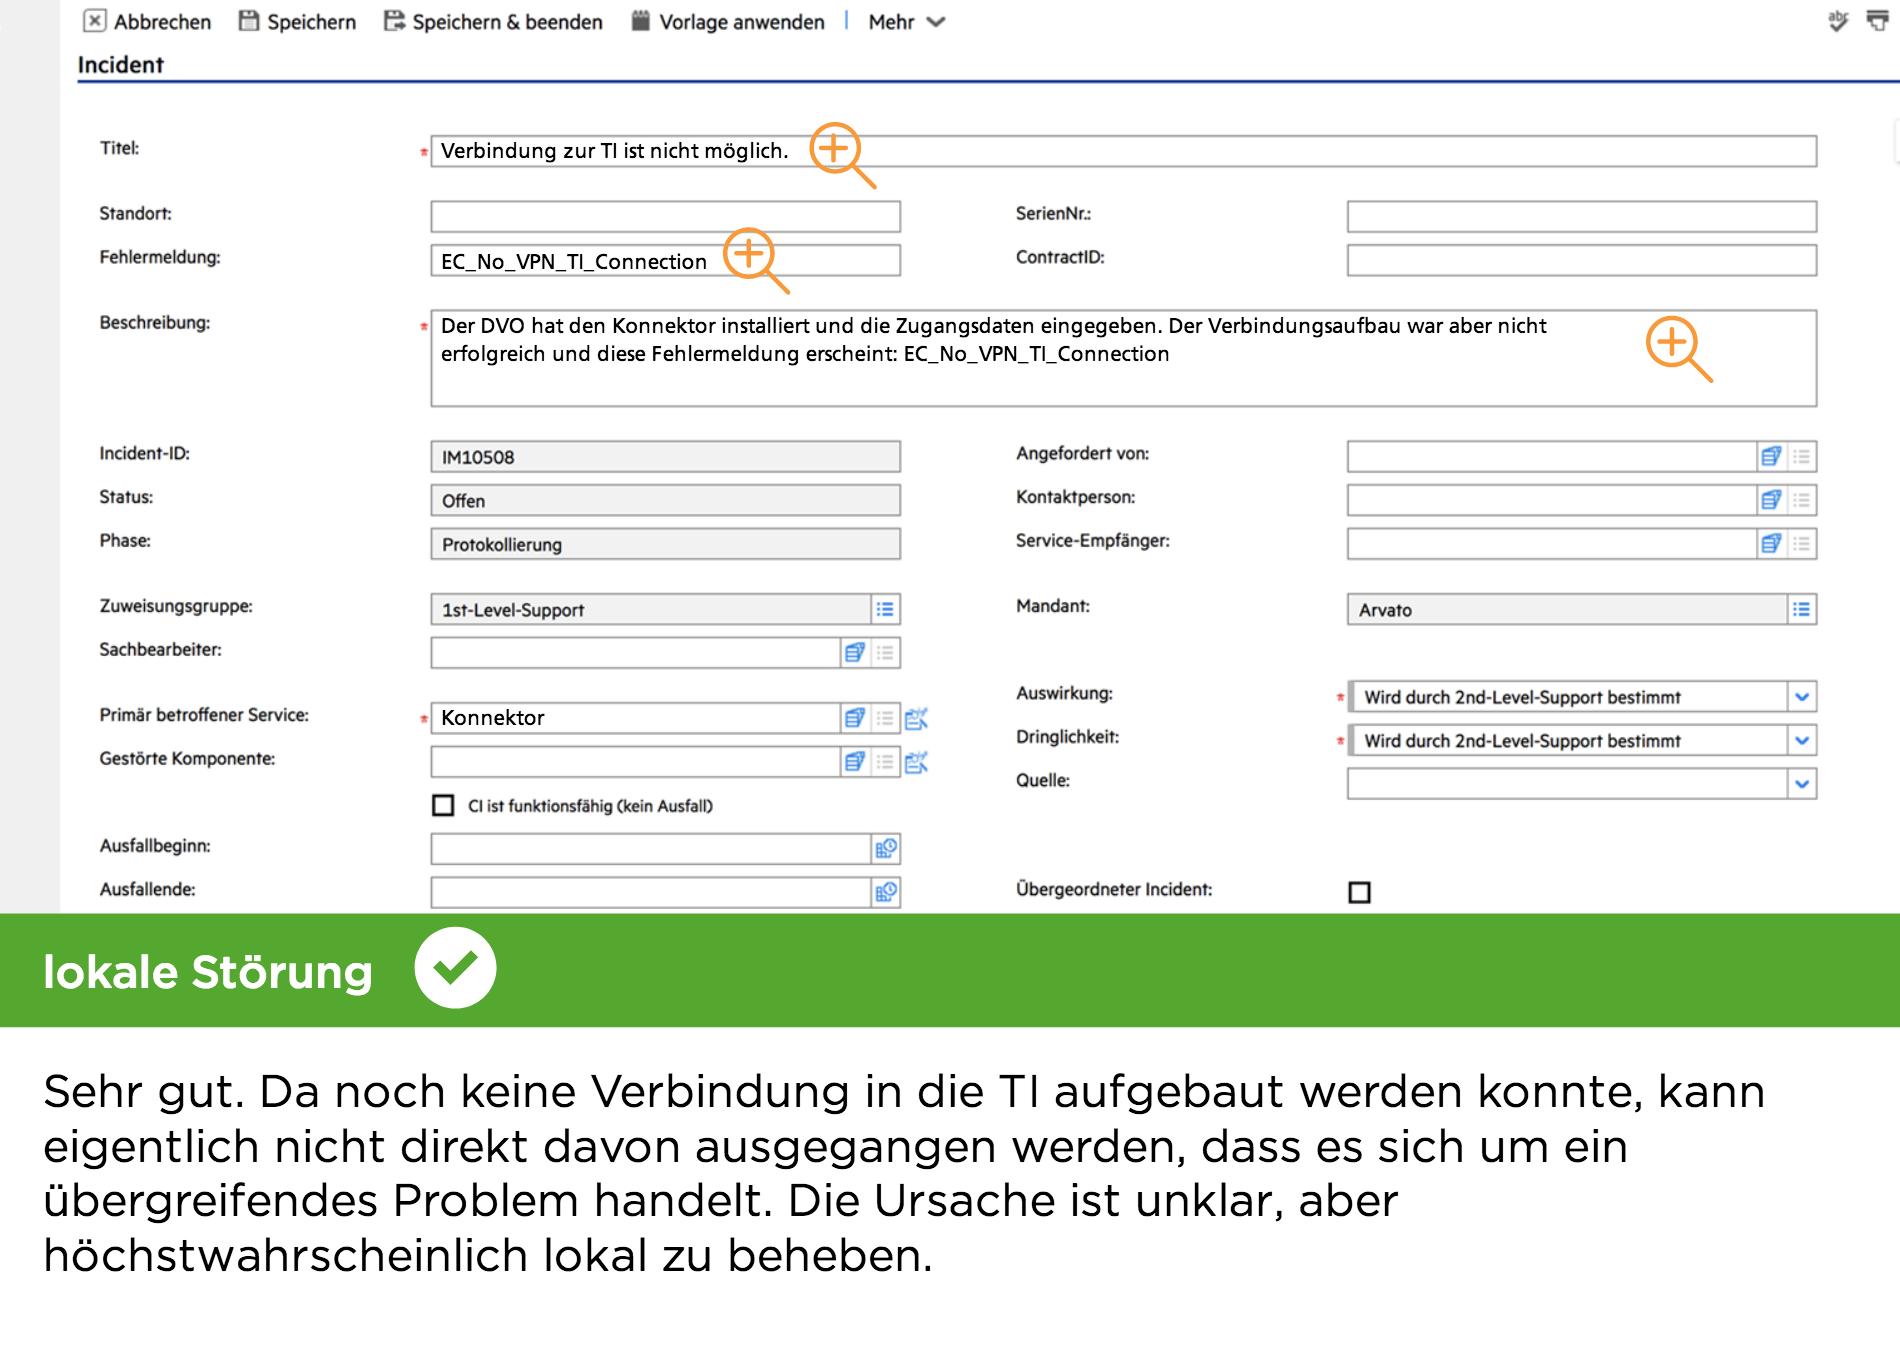 Abbrechen Speichern Speichern & beenden Vorlage anwenden Mehr abc
Incident
Titel: * Verbindung zur TI ist nicht möglich.
Standort: SerienNr.:
Fehlermeldung: EC_No_VPN_TI_Connection ContractID:
Beschreibung: * Der DVO hat den Konnektor installiert und die Zugangsdaten eingegeben. Der Verbindungsaufbau war aber nicht
erfolgreich und diese Fehlermeldung erscheint: EC_No_VPN_TI_Connection
Incident-ID: IM10508 Angefordert von:
Status: Offen Kontaktperson:
Phase: Protokollierung Service-Empfänger:
Zuweisungsgruppe: 1st-Level-Support Mandant: Arvato
Sachbearbeiter:
Auswirkung: * Wird durch 2nd-Level-Support bestimmt
Primär betroffener Service: * Konnektor
Dringlichkeit: * Wird durch 2nd-Level-Support bestimmt
Gestörte Komponente:
Quelle:
CI ist funktionsfähig (kein Ausfall)
Ausfallbeginn:
Ausfallende: Übergeordneter Incident:
lokale Störung
Sehr gut. Da noch keine Verbindung in die TI aufgebaut werden konnte, kann
eigentlich nicht direkt davon ausgegangen werden, dass es sich um ein
übergreifendes Problem handelt. Die Ursache ist unklar, aber
höchstwahrscheinlich lokal zu beheben.